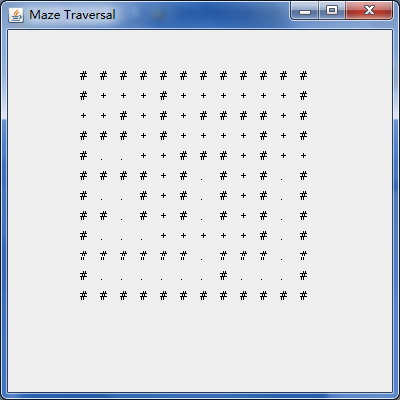 Maze Traversal
# # # # # # # # # # # #
# + + + # + + + + + + #
+ + # + # + # # # # + #
# # # + # + + + + # + #
# . . + + # # # + # + +
# # # # + # . # + # . #
# . . # + # . # + # . #
# # . # + # . # + # . #
# . . . + + + + + # . #
# # # # # # . # # # . #
# . . . . . . # . . . #
# # # # # # # # # # # #